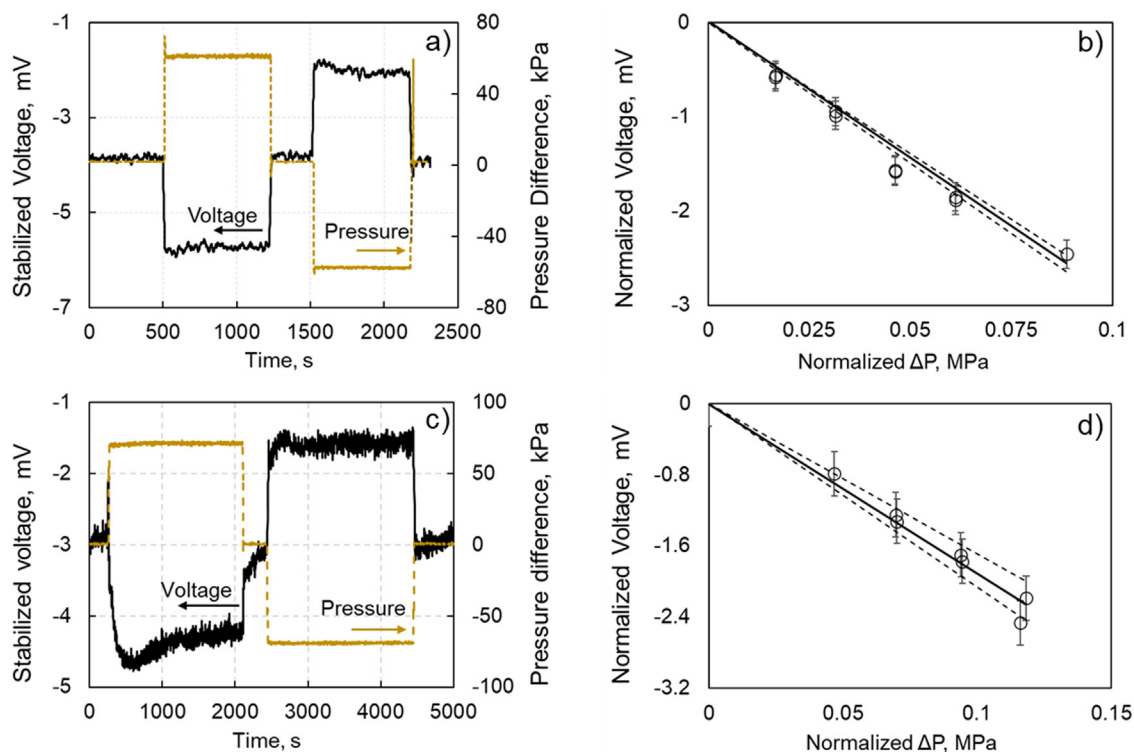 a)
Stabilized Voltage, mV
-1
-3
-5
-7
80
40
0
-40
-80
Pressure Difference, kPa
Voltage
Pressure
0 500 1000 1500 2000 2500
Time, s
b)
Normalized Voltage, mV
0
-1
-2
-3
0 0.025 0.05 0.075 0.1
Normalized ΔP, MPa
c)
Stabilized voltage, mV
-1
-2
-3
-4
-5
100
50
0
-50
-100
Pressure difference, kPa
Voltage
Pressure
0 1000 2000 3000 4000 5000
Time, s
d)
Normalized Voltage, mV
0
-0.8
-1.6
-2.4
-3.2
0 0.05 0.1 0.15
Normalized ΔP, MPa